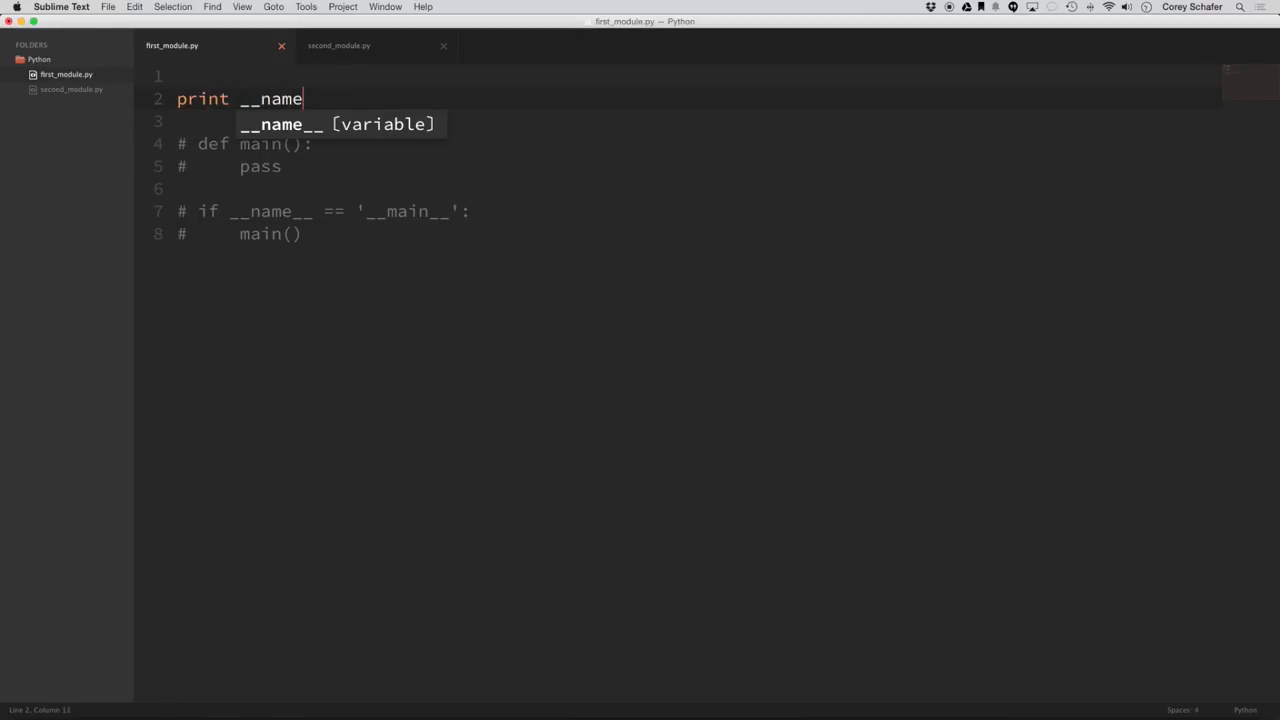 Sublime Text File Edit Selection Find View Goto Tools Project Window Help Corey Schafer
first_module.py — Python
FOLDERS
Python
first_module.py
second_module.py
first_module.py second_module.py
1
2 print __name
__name__ [variable]
3
4 # def main():
5 # pass
6
7 # if __name__ == '__main__':
8 # main()
Line 2, Column 13 Spaces: 4 Python